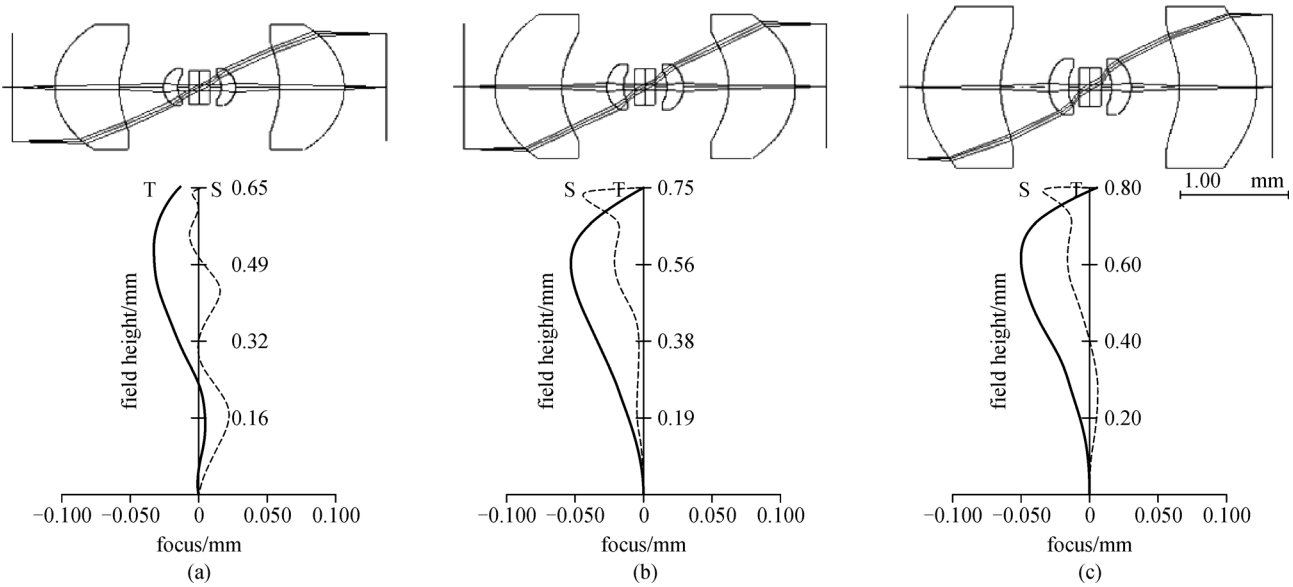 1.00 mm
T S 0.65
0.49
0.32
0.16
field height/mm
−0.100 −0.050 0 0.050 0.100
focus/mm
(a)
S T 0.75
0.56
0.38
0.19
field height/mm
−0.100 −0.050 0 0.050 0.100
focus/mm
(b)
S T 0.80
0.60
0.40
0.20
field height/mm
−0.100 −0.050 0 0.050 0.100
focus/mm
(c)